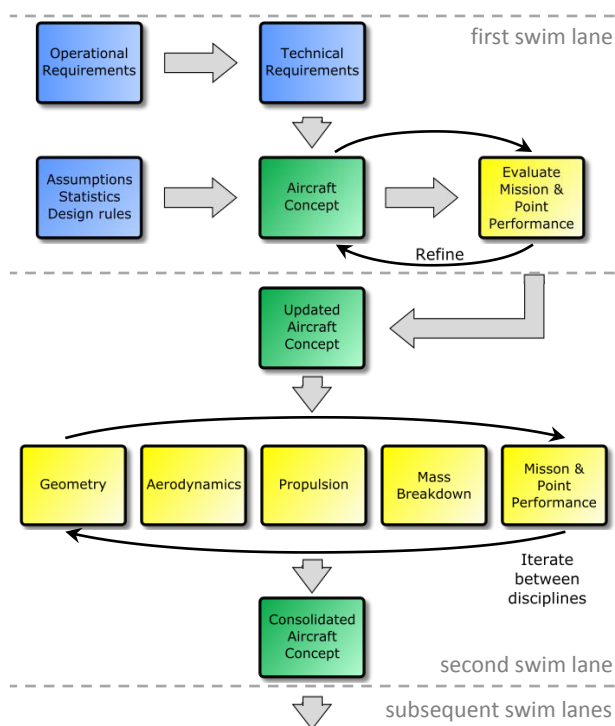 first swim lane
Operational
Requirements
Technical
Requirements
Assumptions
Statistics
Design rules
Aircraft
Concept
Evaluate
Mission &
Point
Performance
Refine
Updated
Aircraft
Concept
Geometry
Aerodynamics
Propulsion
Mass
Breakdown
Misson &
Point
Performance
Iterate
between
disciplines
Consolidated
Aircraft
Concept
second swim lane
subsequent swim lanes